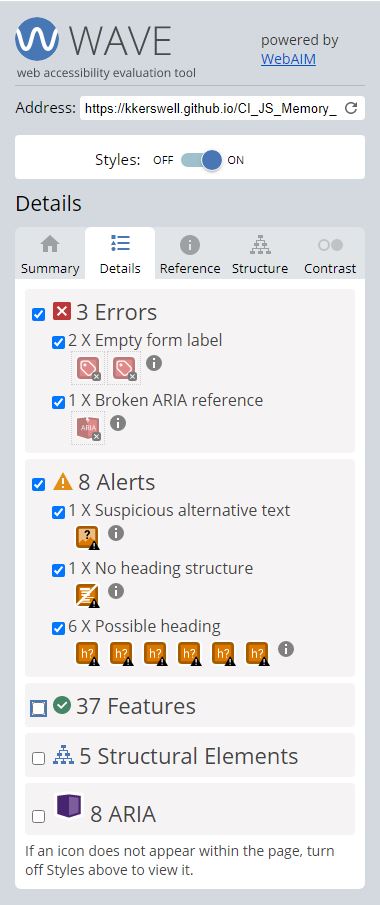 WAVE
web accessibility evaluation tool
powered by
WebAIM
Address: https://kkerswell.github.io/CI_JS_Memory_
Styles: OFF ON
Details
Summary Details Reference Structure Contrast
3 Errors
2 X Empty form label
1 X Broken ARIA reference
ARIA
8 Alerts
1 X Suspicious alternative text
?
1 X No heading structure
6 X Possible heading
h? h? h? h? h? h?
37 Features
5 Structural Elements
8 ARIA
If an icon does not appear within the page, turn
off Styles above to view it.